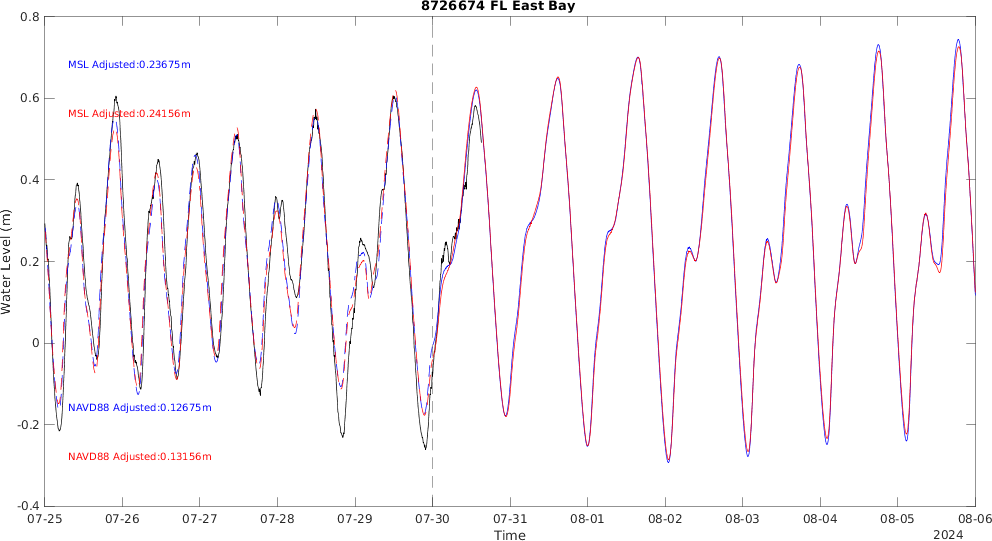 8726674 FL East Bay
0.8
MSL Adjusted:0.23675m
0.6
MSL Adjusted:0.24156m
0.4
Water Level (m)
0.2
0
-0.2
NAVD88 Adjusted:0.12675m
NAVD88 Adjusted:0.13156m
-0.4
07-25 07-26 07-27 07-28 07-29 07-30 07-31 08-01 08-02 08-03 08-04 08-05 08-06
Time
2024